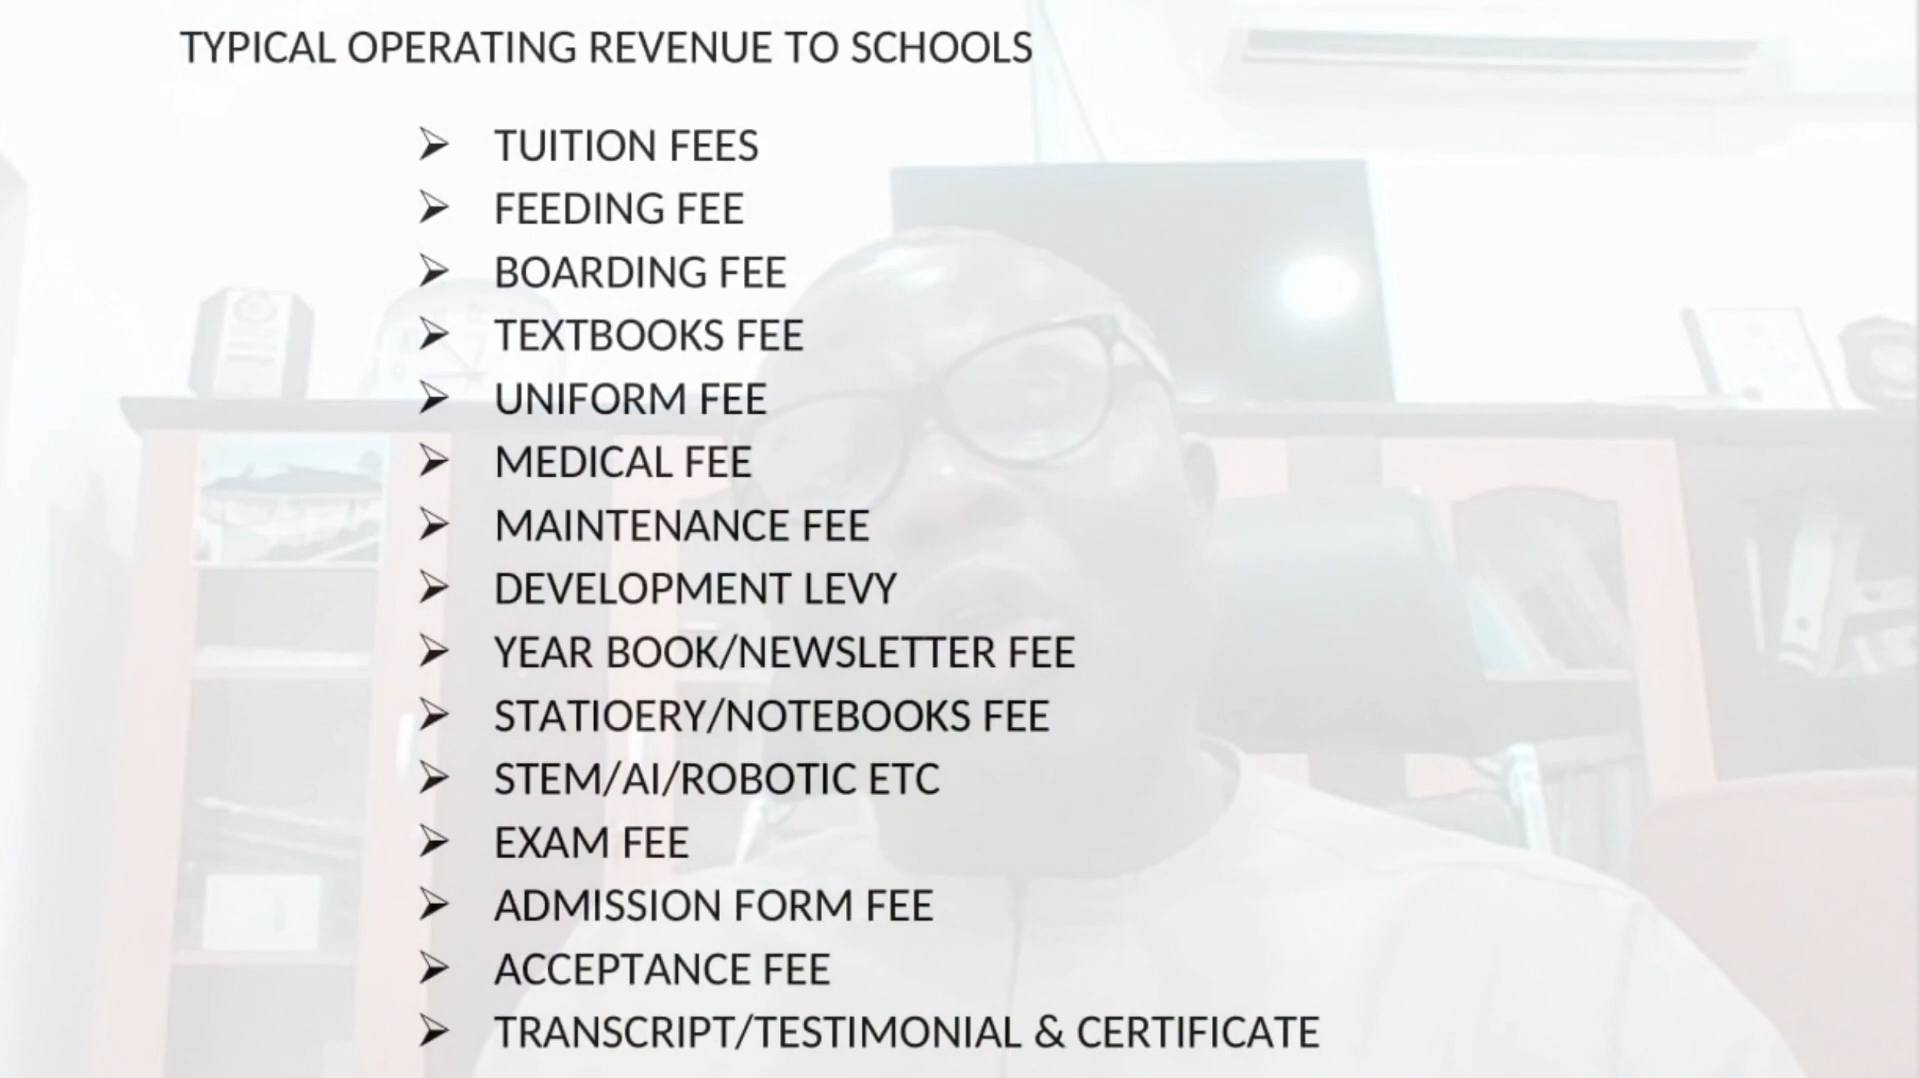 TYPICAL OPERATING REVENUE TO SCHOOLS
➢ TUITION FEES
➢ FEEDING FEE
➢ BOARDING FEE
➢ TEXTBOOKS FEE
➢ UNIFORM FEE
➢ MEDICAL FEE
➢ MAINTENANCE FEE
➢ DEVELOPMENT LEVY
➢ YEAR BOOK/NEWSLETTER FEE
➢ STATIOERY/NOTEBOOKS FEE
➢ STEM/AI/ROBOTIC ETC
➢ EXAM FEE
➢ ADMISSION FORM FEE
➢ ACCEPTANCE FEE
➢ TRANSCRIPT/TESTIMONIAL & CERTIFICATE